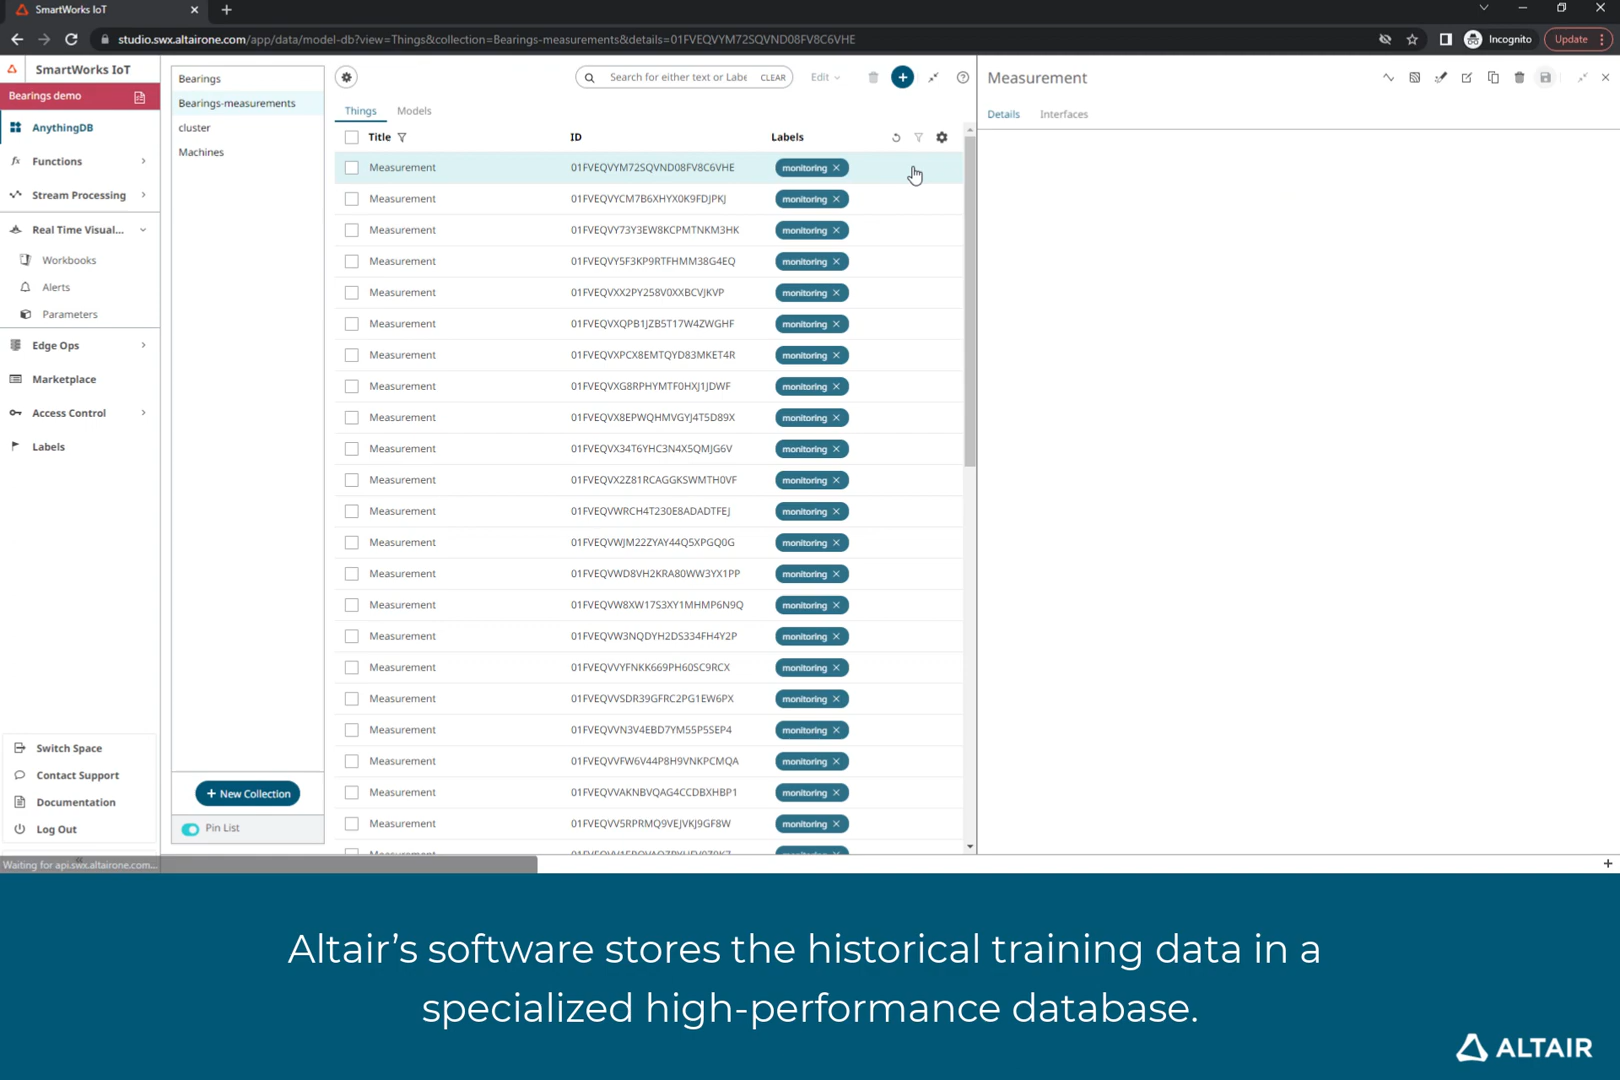 SmartWorks IoT
studio.swx.altairone.com/app/data/model-db?view=Things&collection=Bearings-measurements&details=01FVEQVYM72SQVND08FV8C6VHE
Incognito
Update
SmartWorks IoT
Bearings demo
AnythingDB
Functions
Stream Processing
Real Time Visual...
Workbooks
Alerts
Parameters
Edge Ops
Marketplace
Access Control
Labels
Switch Space
Contact Support
Documentation
Log Out
Waiting for api.swx.altairone.com...
Bearings
Bearings-measurements
cluster
Machines
+ New Collection
Pin List
Search for either text or Labe CLEAR
Edit
Things Models
Title ID Labels
Measurement 01FVEQVYM72SQVND08FV8C6VHE monitoring
Measurement 01FVEQVYCM7B6XHYX0K9FDJPKJ monitoring
Measurement 01FVEQVY73Y3EW8KCPMTNKM3HK monitoring
Measurement 01FVEQVY5F3KP9RTFHMM38G4EQ monitoring
Measurement 01FVEQVXX2PY258V0XXBCVJKVP monitoring
Measurement 01FVEQVXQPB1JZB5T17W4ZWGHF monitoring
Measurement 01FVEQVXPCX8EMTQYD83MKET4R monitoring
Measurement 01FVEQVXG8RPHYMTF0HXJ1JDWF monitoring
Measurement 01FVEQVX8EPWQHMVGYJ4T5D89X monitoring
Measurement 01FVEQVX34T6YHC3N4X5QMJG6V monitoring
Measurement 01FVEQVX2Z81RCAGGKSWMTH0VF monitoring
Measurement 01FVEQVWRCH4T230E8ADADTFEJ monitoring
Measurement 01FVEQVWJM22ZYAY44Q5XPGQ0G monitoring
Measurement 01FVEQVWD8VH2KRA80WW3YX1PP monitoring
Measurement 01FVEQVW8XW17S3XY1MHMP6N9Q monitoring
Measurement 01FVEQVW3NQDYH2DS334FH4Y2P monitoring
Measurement 01FVEQVVYFNKK669PH60SC9RCX monitoring
Measurement 01FVEQVVSDR39GFRC2PG1EW6PX monitoring
Measurement 01FVEQVVN3V4EBD7YM55P5SEP4 monitoring
Measurement 01FVEQVVFW6V44P8H9VNKPCMQA monitoring
Measurement 01FVEQVVAKNBVQAG4CCDBXHBP1 monitoring
Measurement 01FVEQVV5RPRMQ9VEJVKJ9GF8W monitoring
Measurement
Details Interfaces
Altair’s software stores the historical training data in a
specialized high-performance database.
ALTAIR